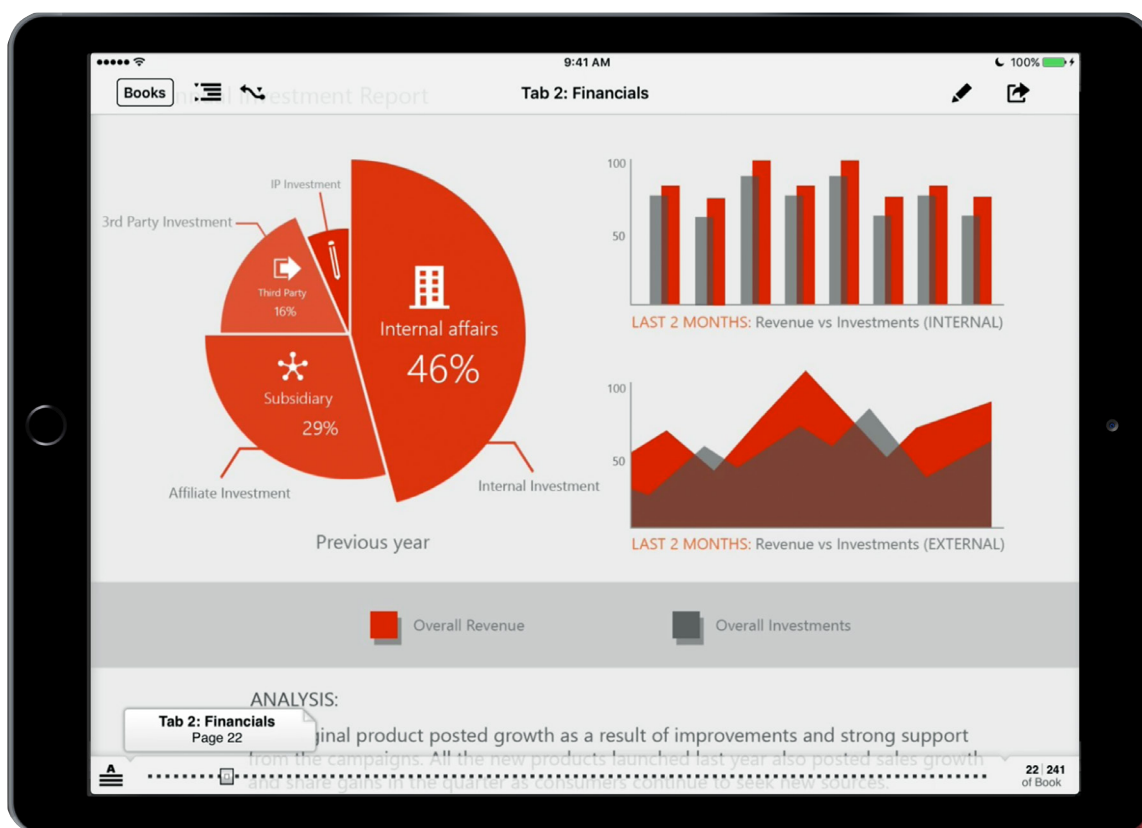 9:41 AM
100%
Books
Investment Report
Tab 2: Financials
IP Investment
3rd Party Investment
Third Party
16%
Internal affairs
46%
Subsidiary
29%
Affiliate Investment
Internal Investment
Previous year
100
50
LAST 2 MONTHS: Revenue vs Investments (INTERNAL)
100
50
LAST 2 MONTHS: Revenue vs Investments (EXTERNAL)
Overall Revenue
Overall Investments
ANALYSIS:
Tab 2: Financials
Page 22
product posted growth as a result of improvements and strong support
from the campaigns. All the new products launched last year also posted sales growth
and share gains in the quarter as consumers continue to seek new sources.
A
22 241
of Book